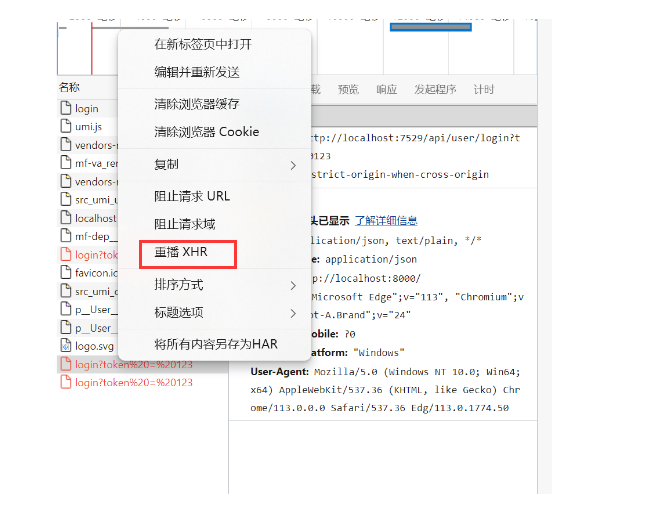 在新标签页中打开
编辑并重新发送
清除浏览器缓存
清除浏览器 Cookie
复制
阻止请求 URL
阻止请求域
重播 XHR
排序方式
标题选项
将所有内容另存为HAR
名称
login
umi.js
vendors-r
mf-va_ren
vendors-r
src_umi_u
localhost
mf-dep__
login?tok
favicon.ic
src_umi_c
p__User_
p__User_
logo.svg
login?token%20=%20123
login?token%20=%20123
载 预览 响应 发起程序 计时
ttp://localhost:7529/api/user/login?t
0123
strict-origin-when-cross-origin
头已显示 了解详细信息
lication/json, text/plain, */*
e: application/json
p://localhost:8000/
Microsoft Edge";v="113", "Chromium";v
ot-A.Brand";v="24"
obile: ?0
atform: "Windows"
User-Agent: Mozilla/5.0 (Windows NT 10.0; Win64;
x64) AppleWebKit/537.36 (KHTML, like Gecko) Chr
ome/113.0.0.0 Safari/537.36 Edg/113.0.1774.50